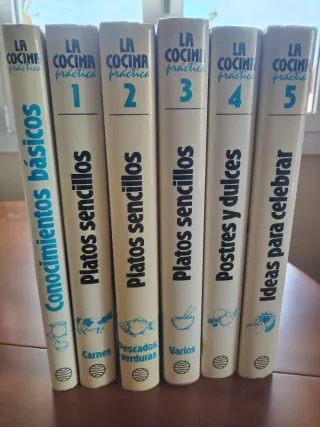 LA
COCINA
práctica
Conocimientos básicos
LA
COCINA
práctica
1
Platos sencillos
Carnes
LA
COCINA
práctica
2
Platos sencillos
Pescados,
verduras
LA
COCINA
práctica
3
Platos sencillos
Varios
LA
COCINA
práctica
4
Postres y dulces
LA
COCINA
práctica
5
Ideas para celebrar